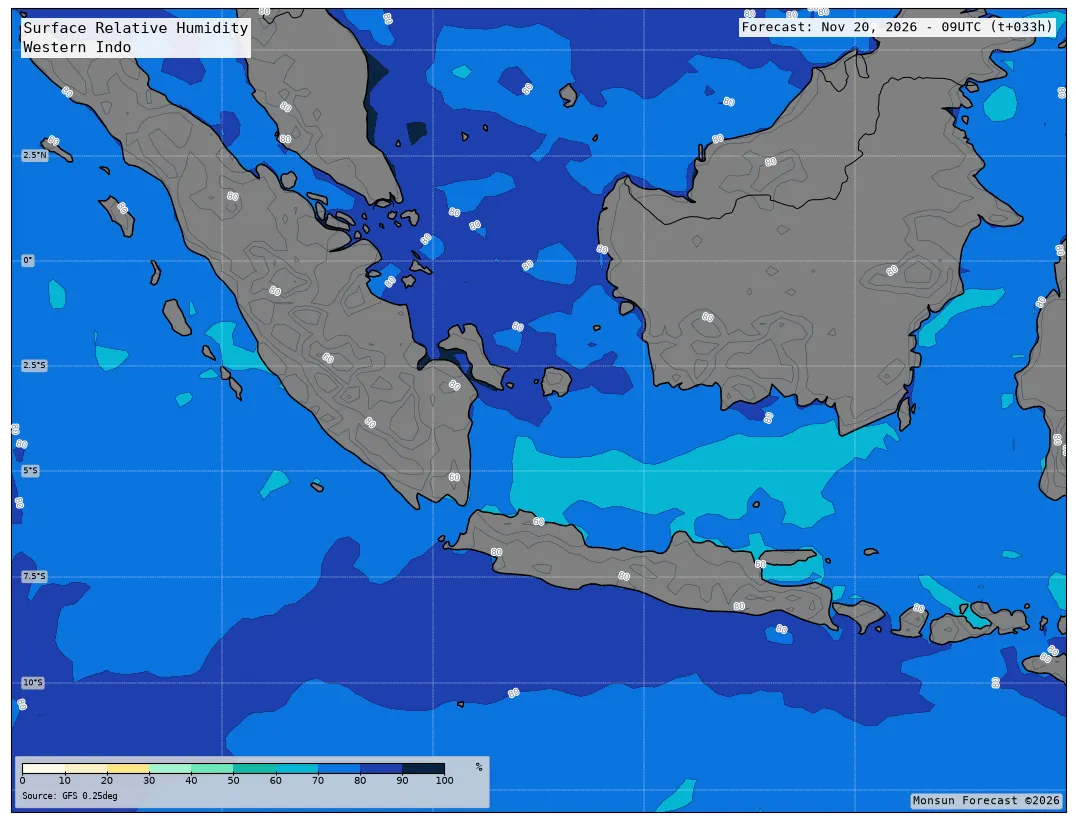 Surface Relative Humidity
Western Indo
Forecast: Nov 20, 2026 - 09UTC (t+033h)
2.5°N
0°
2.5°S
5°S
7.5°S
10°S
0 10 20 30 40 50 60 70 80 90 100
%
Source: GFS 0.25deg
Monsun Forecast ©2026